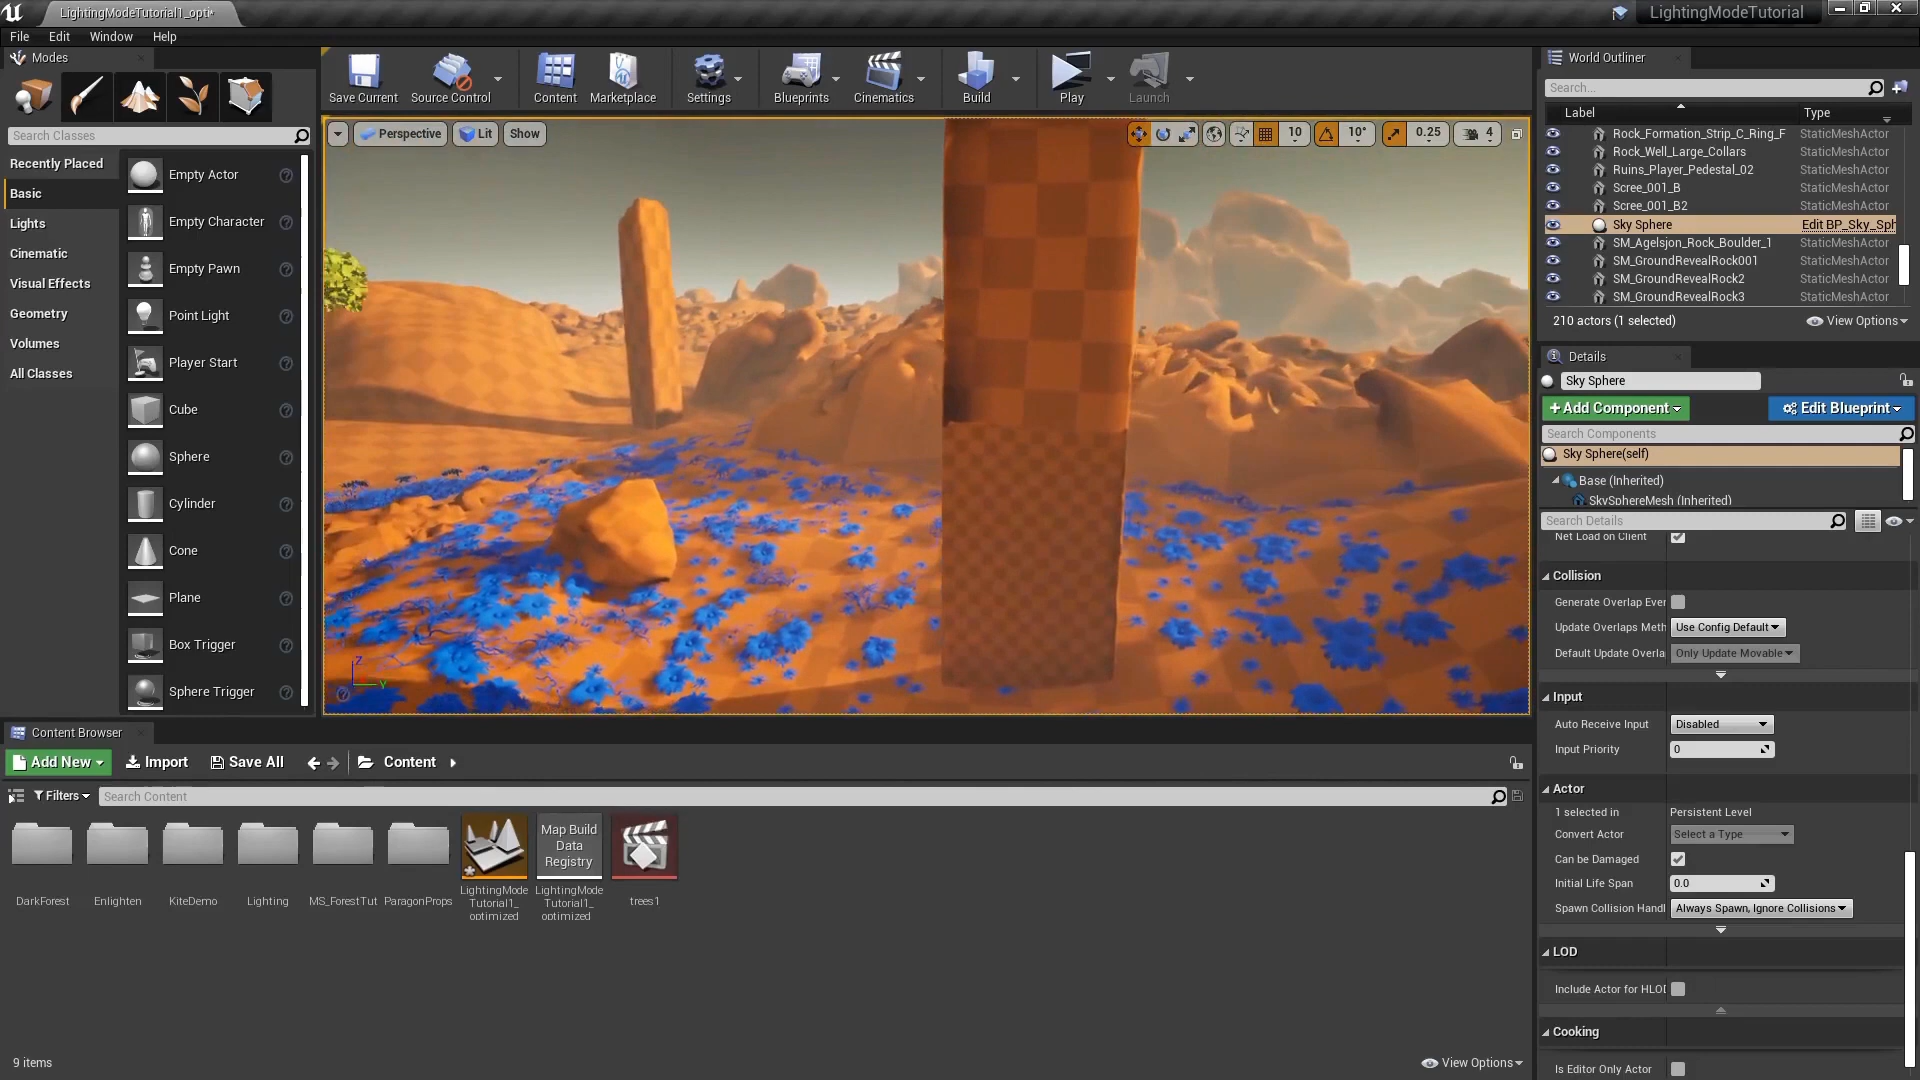 LightingModeTutorial1_opti•
LightingModeTutorial
File
Edit
Window
Help
Modes
Search Classes
Recently Placed
Basic
Lights
Cinematic
Visual Effects
Geometry
Volumes
All Classes
Empty Actor
Empty Character
Empty Pawn
Point Light
Player Start
Cube
Sphere
Cylinder
Cone
Plane
Box Trigger
Sphere Trigger
Save Current
Source Control
Content
Marketplace
Settings
Blueprints
Cinematics
Build
Play
Launch
Perspective
Lit
Show
10
10°
0.25
4
Z
Y
World Outliner
Search...
Label
Type
Rock_Formation_Strip_C_Ring_F StaticMeshActor
Rock_Well_Large_Collars StaticMeshActor
Ruins_Player_Pedestal_02 StaticMeshActor
Scree_001_B StaticMeshActor
Scree_001_B2 StaticMeshActor
Sky Sphere Edit BP_Sky_Sph
SM_Agelsjon_Rock_Boulder_1 StaticMeshActor
SM_GroundRevealRock001 StaticMeshActor
SM_GroundRevealRock2 StaticMeshActor
SM_GroundRevealRock3 StaticMeshActor
210 actors (1 selected)
View Options
Details
Sky Sphere
+Add Component
Edit Blueprint
Search Components
Sky Sphere(self)
Base (Inherited)
SkySphereMesh (Inherited)
Search Details
Net Load on Client
Collision
Generate Overlap Ever
Update Overlaps Meth Use Config Default
Default Update Overla Only Update Movable
Input
Auto Receive Input Disabled
Input Priority 0
Actor
1 selected in Persistent Level
Convert Actor Select a Type
Can be Damaged
Initial Life Span 0.0
Spawn Collision Handl Always Spawn, Ignore Collisions
LOD
Include Actor for HLOD
Cooking
Is Editor Only Actor
Content Browser
Add New
Import
Save All
Content
Filters
Search Content
DarkForest
Enlighten
KiteDemo
Lighting
MS_ForestTut
ParagonProps
LightingMode
Tutorial1_
optimized
Map Build
Data
Registry
LightingMode
Tutorial1_
optimized
trees1
9 items
View Options